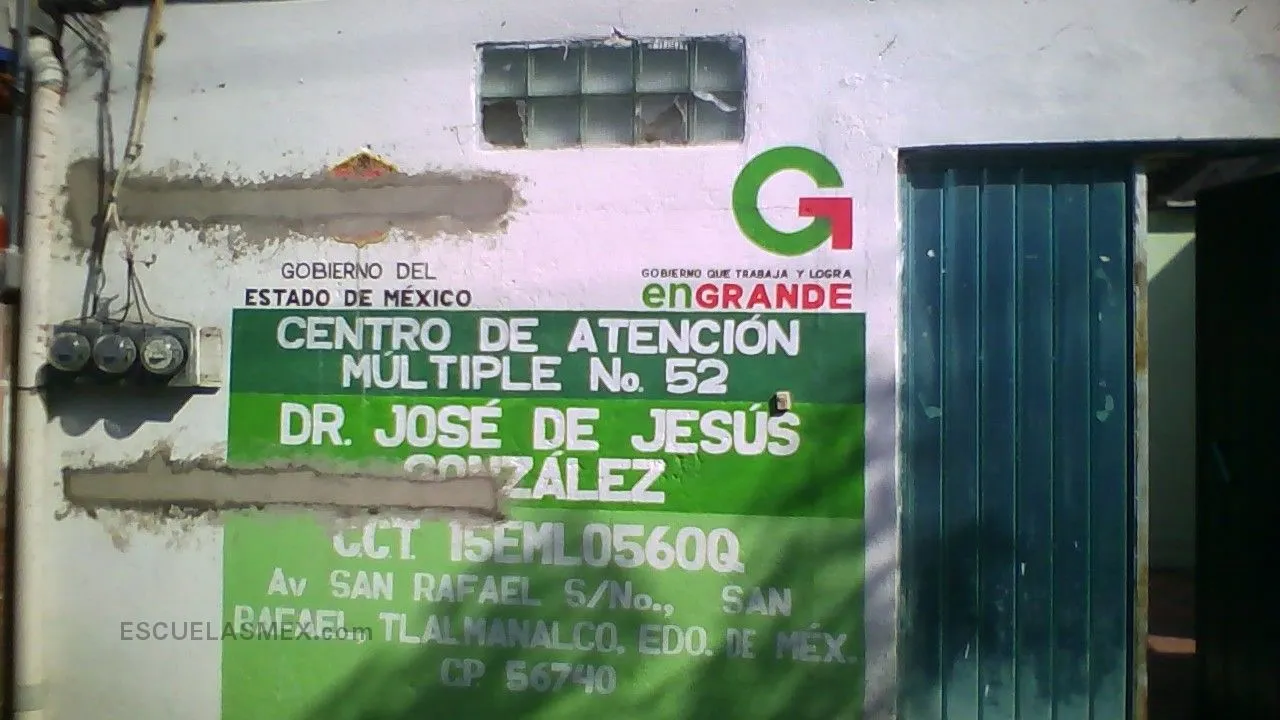 GOBIERNO DEL
ESTADO DE MÉXICO
G
GOBIERNO QUE TRABAJA Y LOGRA
enGRANDE
CENTRO DE ATENCIÓN
MÚLTIPLE No. 52
DR. JOSÉ DE JESÚS
GONZÁLEZ
CCT. 15EML0560Q
Av SAN RAFAEL S/No., SAN
RAFAEL, TLALMANALCO, EDO. DE MÉX.
CP 56740
ESCUELASMEX.com